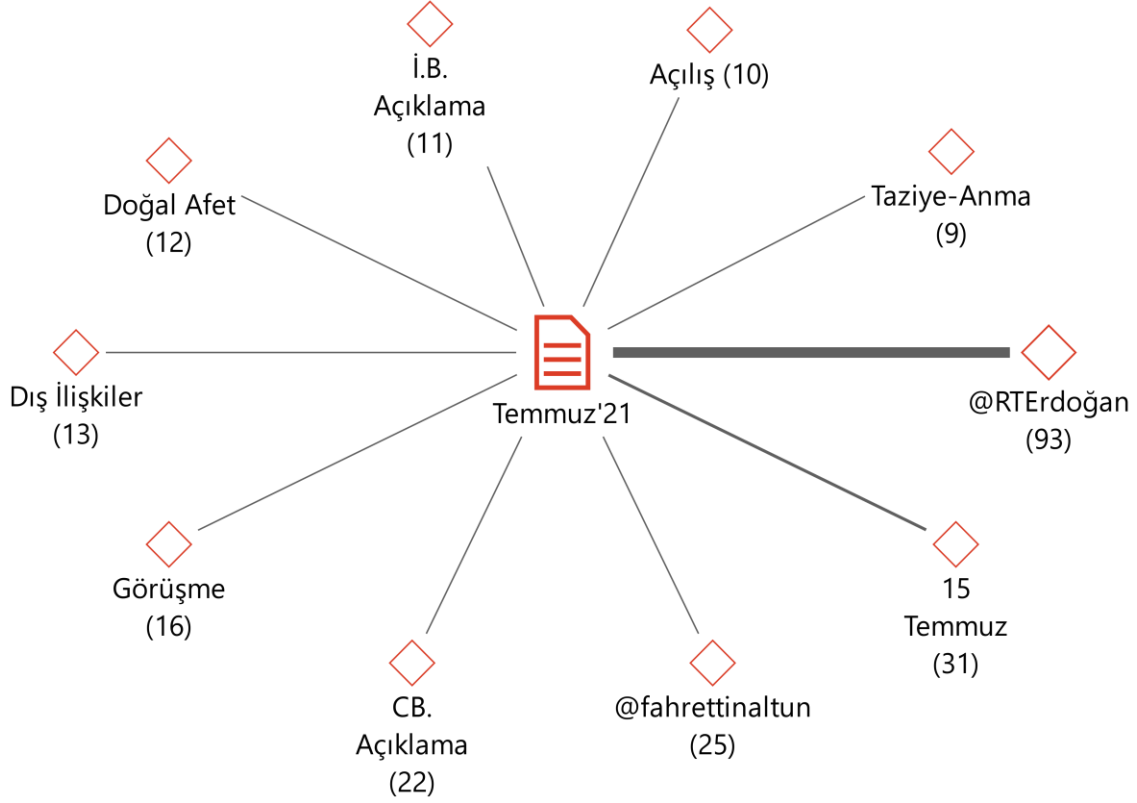 İ.B.
Açıklama
(11)
Açılış (10)
Doğal Afet
(12)
Taziye-Anma
(9)
Dış İlişkiler
(13)
Temmuz'21
@RTErdoğan
(93)
Görüşme
(16)
15
Temmuz
(31)
CB.
Açıklama
(22)
@fahrettinaltun
(25)